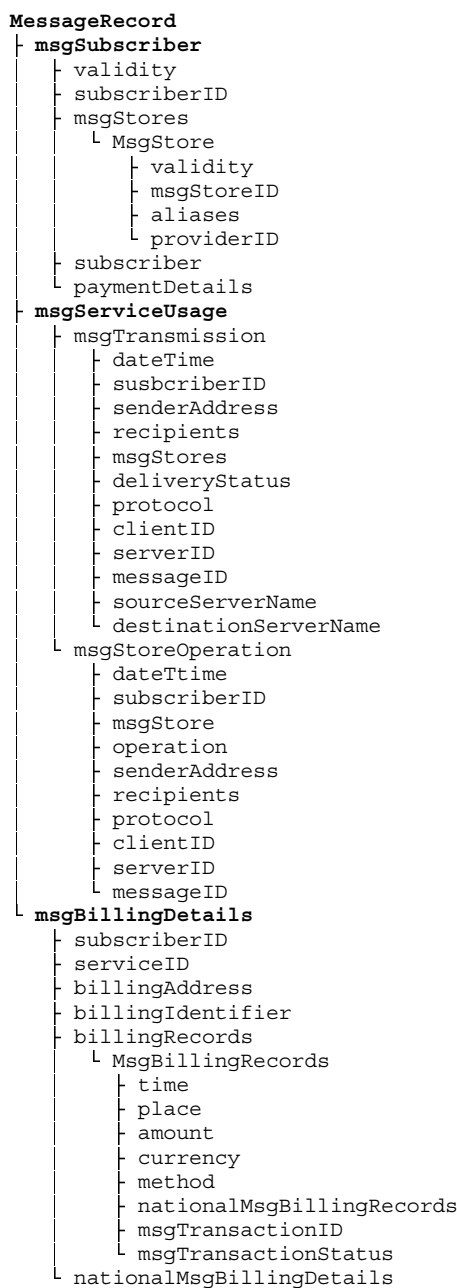 MessageRecord
msgSubscriber
validity
subscriberID
msgStores
MsgStore
validity
msgStoreID
aliases
providerID
subscriber
paymentDetails
msgServiceUsage
msgTransmission
dateTime
susbcriberID
senderAddress
recipients
msgStores
deliveryStatus
protocol
clientID
serverID
messageID
sourceServerName
destinationServerName
msgStoreOperation
dateTtime
subscriberID
msgStore
operation
senderAddress
recipients
protocol
clientID
serverID
messageID
msgBillingDetails
subscriberID
serviceID
billingAddress
billingIdentifier
billingRecords
MsgBillingRecords
time
place
amount
currency
method
nationalMsgBillingRecords
msgTransactionID
msgTransactionStatus
nationalMsgBillingDetails